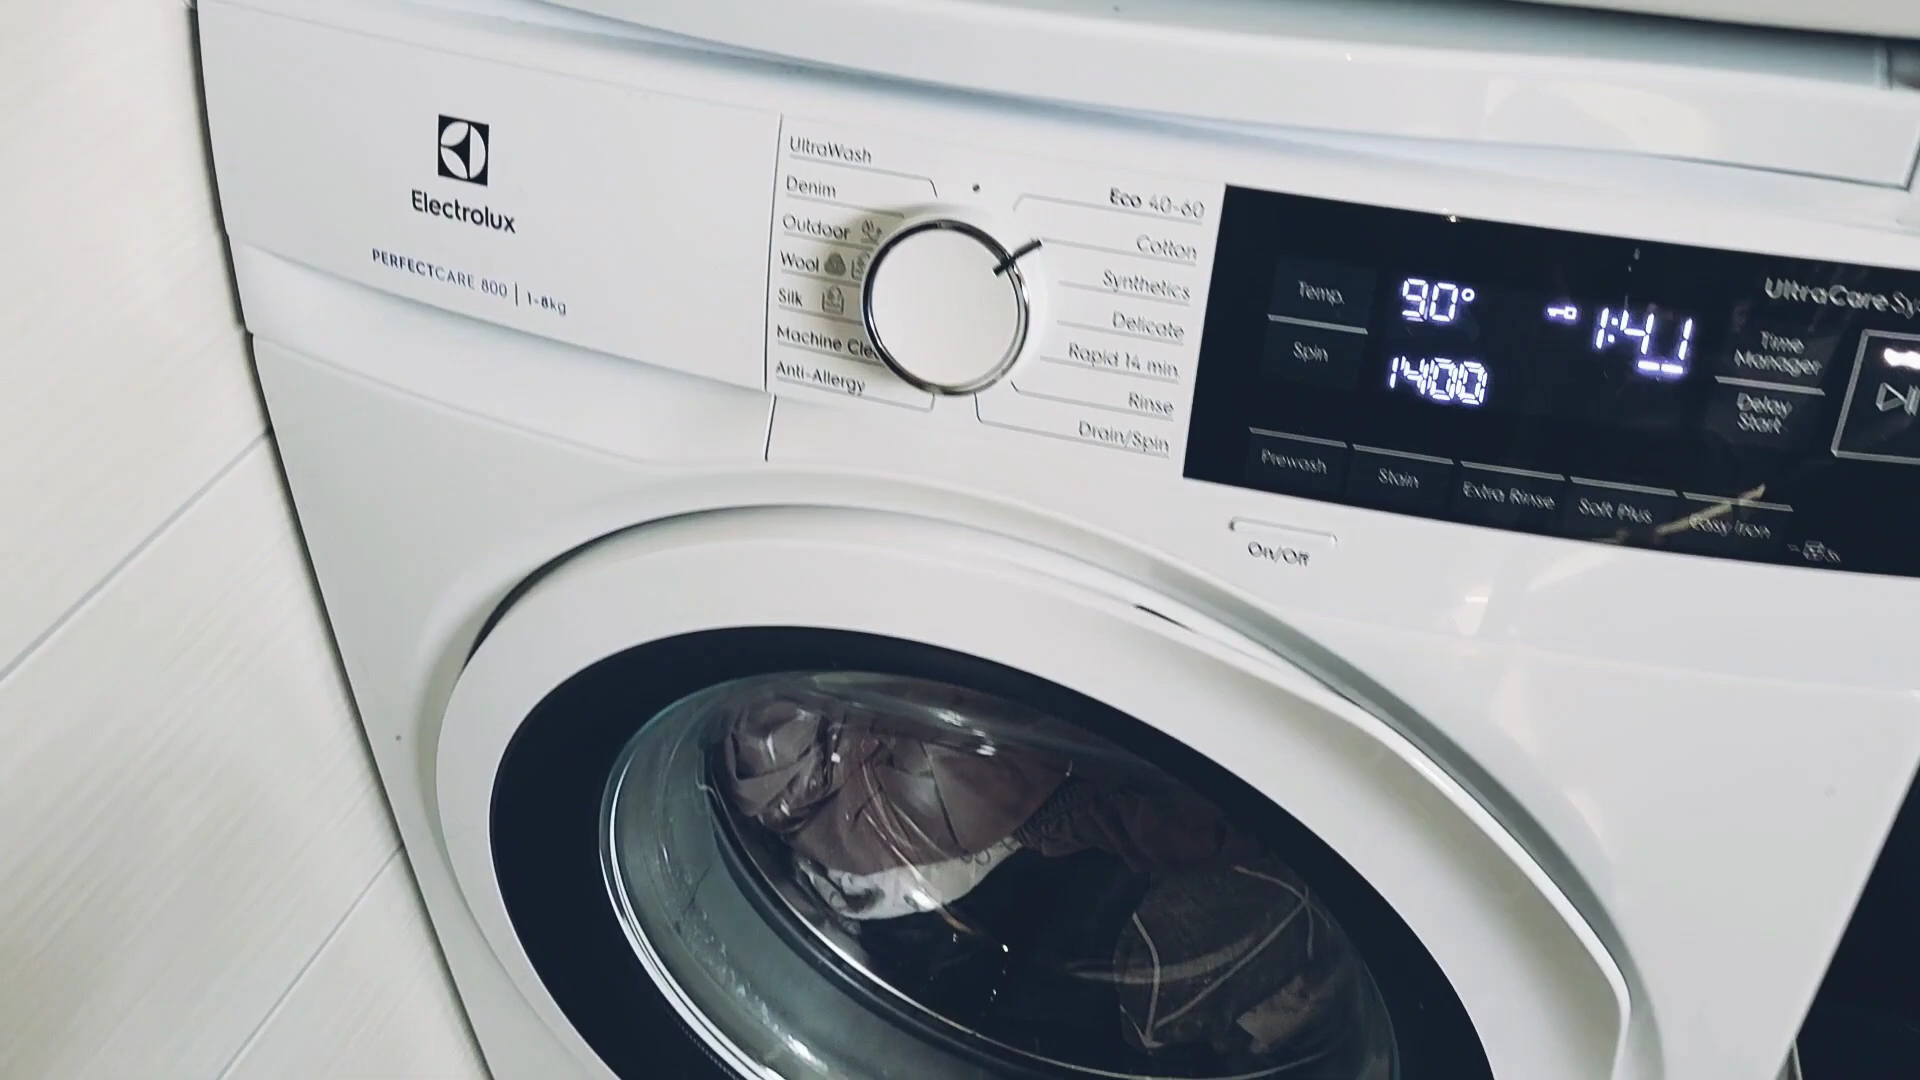 Electrolux
PERFECTCARE 800 | 1-8kg
UltraWash
Denim
Outdoor
Wool
Silk
Machine Cle
Anti-Allergy
Eco 40-60
Cotton
Synthetics
Delicate
Rapid 14 min
Rinse
Drain/Spin
Temp.
Spin
90°
1400
1:41
UltraCare Sy
Time
Manager
Delay
Start
Prewash
Stain
Extra Rinse
Soft Plus
Easy Iron
On/Off